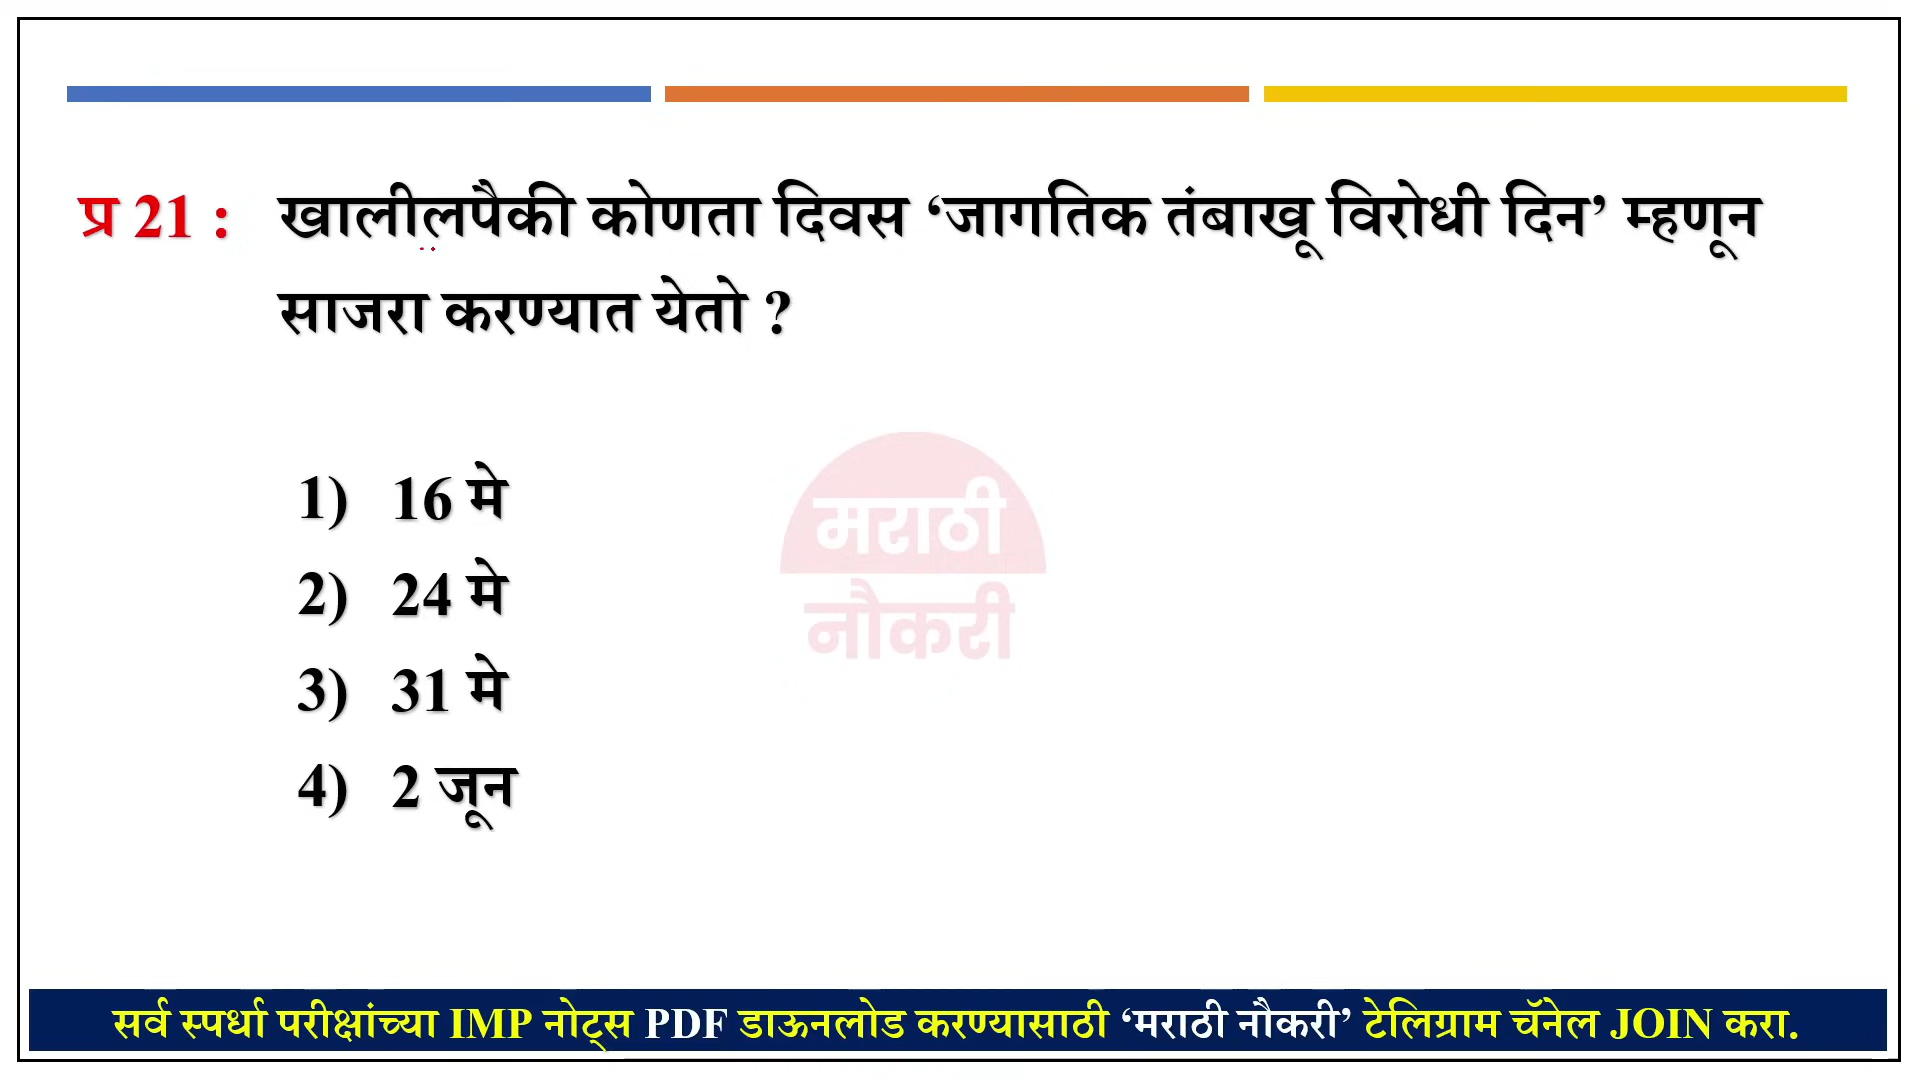 प्र 21 : खालीलपैकी कोणता दिवस ‘जागतिक तंबाखू विरोधी दिन’ म्हणून
साजरा करण्यात येतो ?
1) 16 मे
2) 24 मे
3) 31 मे
4) 2 जून
मराठी
नौकरी
सर्व स्पर्धा परीक्षांच्या IMP नोट्स PDF डाऊनलोड करण्यासाठी ‘मराठी नौकरी’ टेलिग्राम चॅनेल JOIN करा.